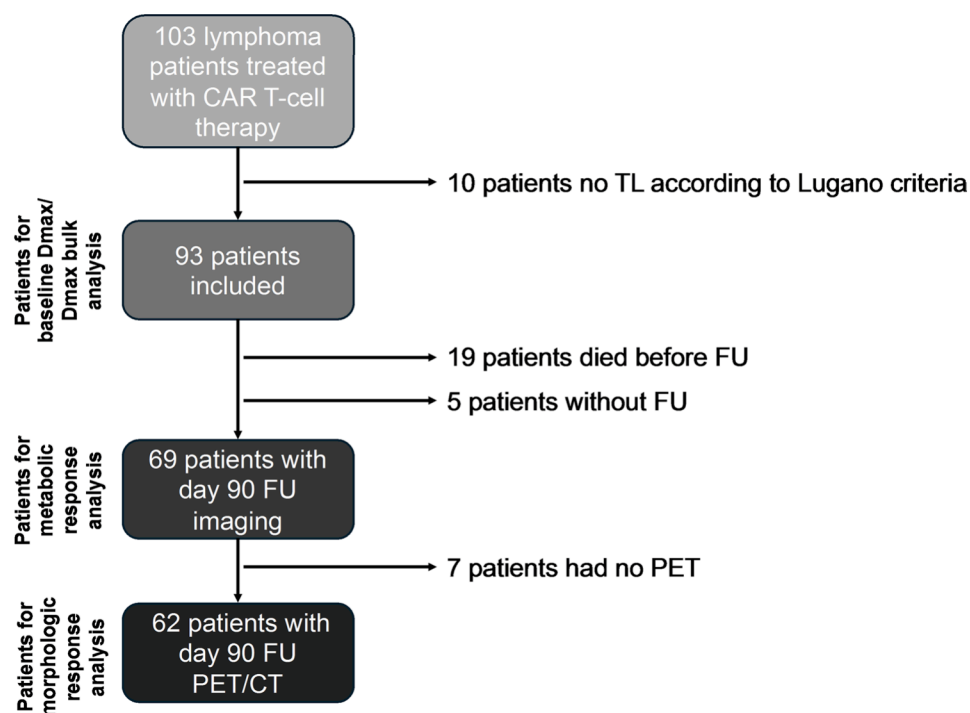 103 lymphoma
patients treated
with CAR T-cell
therapy
10 patients no TL according to Lugano criteria
Patients for
baseline Dmax/
Dmax bulk
analysis
93 patients
included
19 patients died before FU
5 patients without FU
Patients for
metabolic
response
analysis
69 patients with
day 90 FU
imaging
7 patients had no PET
Patients for
morphologic
response
analysis
62 patients with
day 90 FU
PET/CT